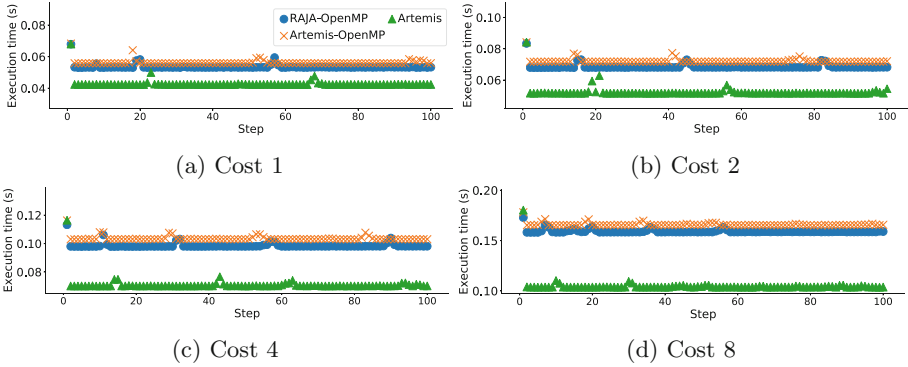 RAJA-OpenMP
Artemis
Artemis-OpenMP
Execution time (s)
0.08
0.06
0.04
0 20 40 60 80 100
Step
(a) Cost 1
Execution time (s)
0.10
0.08
0.06
0 20 40 60 80 100
Step
(b) Cost 2
Execution time (s)
0.12
0.10
0.08
0 20 40 60 80 100
Step
(c) Cost 4
Execution time (s)
0.20
0.15
0.10
0 20 40 60 80 100
Step
(d) Cost 8